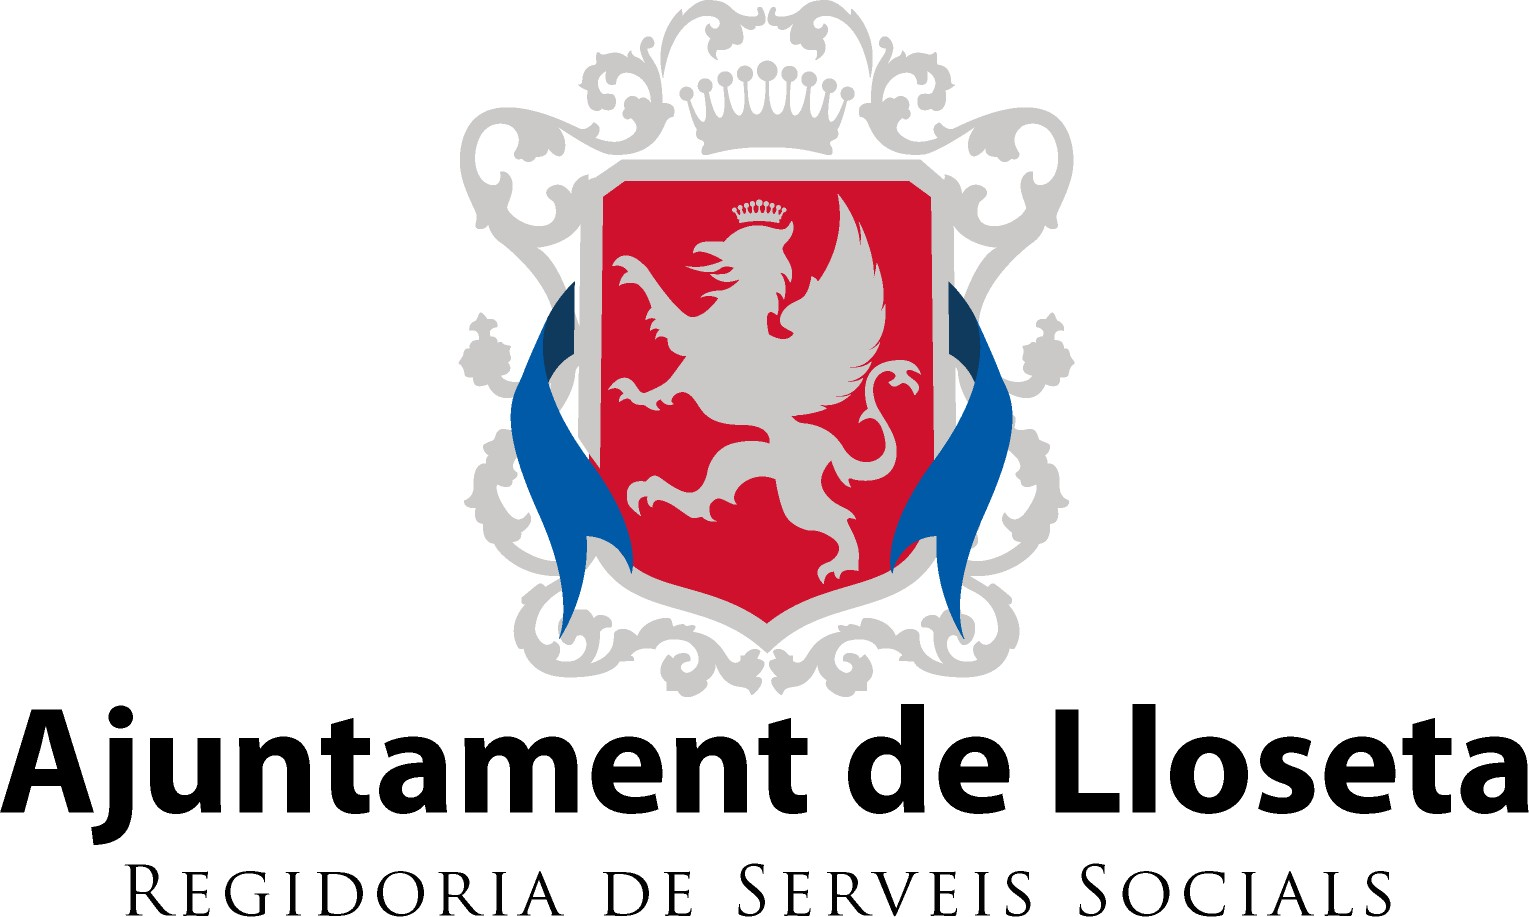 Ajuntament de Lloseta
Regidoria de Serveis Socials